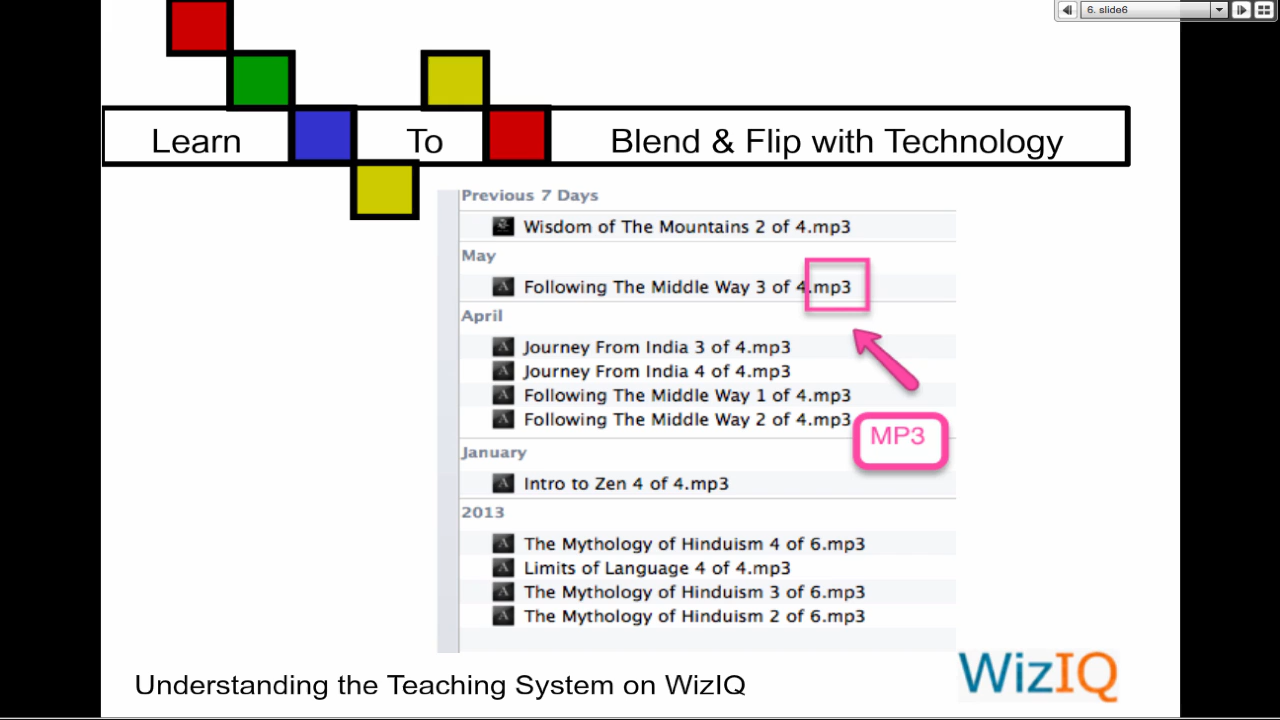 6. slide6
Learn To Blend & Flip with Technology
Previous 7 Days
Wisdom of The Mountains 2 of 4.mp3
May
Following The Middle Way 3 of 4.mp3
April
Journey From India 3 of 4.mp3
Journey From India 4 of 4.mp3
Following The Middle Way 1 of 4.mp3
Following The Middle Way 2 of 4.mp3
MP3
January
Intro to Zen 4 of 4.mp3
2013
The Mythology of Hinduism 4 of 6.mp3
Limits of Language 4 of 4.mp3
The Mythology of Hinduism 3 of 6.mp3
The Mythology of Hinduism 2 of 6.mp3
Understanding the Teaching System on WizIQ
WizIQ